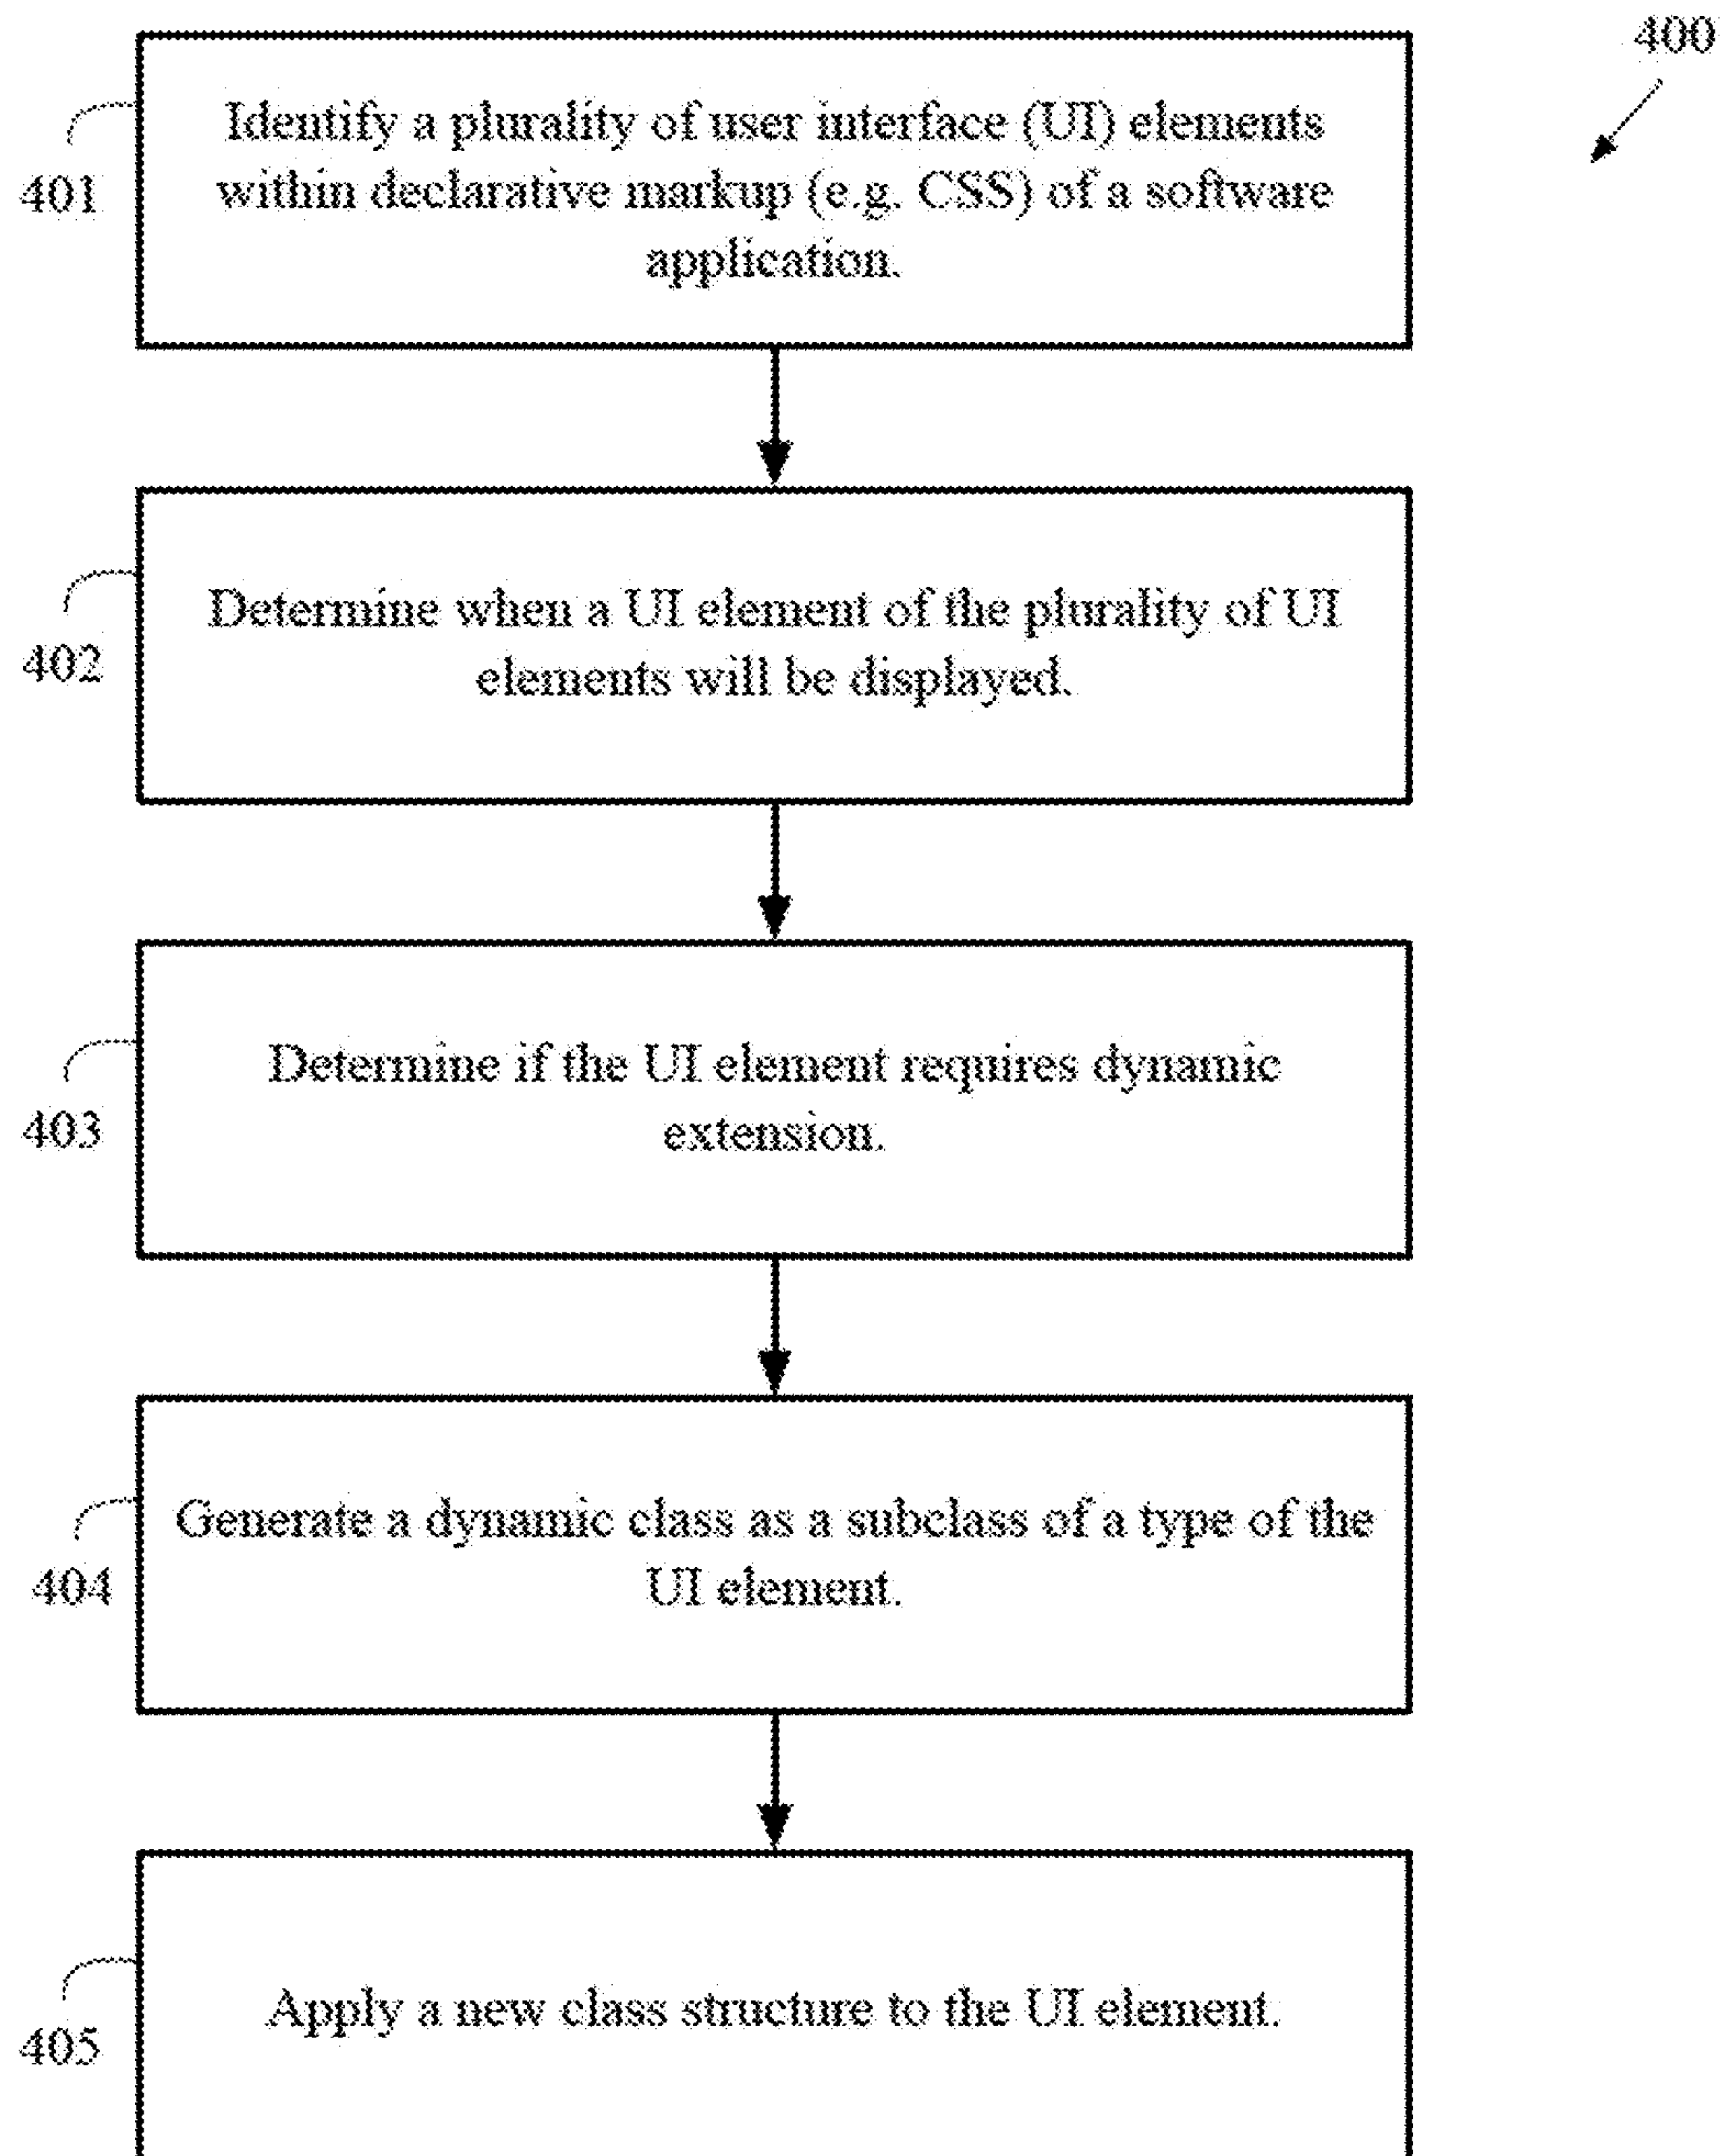 400
Identify a plurality of user interface (UI) elements
within declarative markup (e.g. CSS) of a software
application.
401
Determine when a UI element of the plurality of UI
elements will be displayed.
402
Determine if the UI element requires dynamic
extension.
403
Generate a dynamic class as a subclass of a type of the
UI element.
404
Apply a new class structure to the UI element.
405